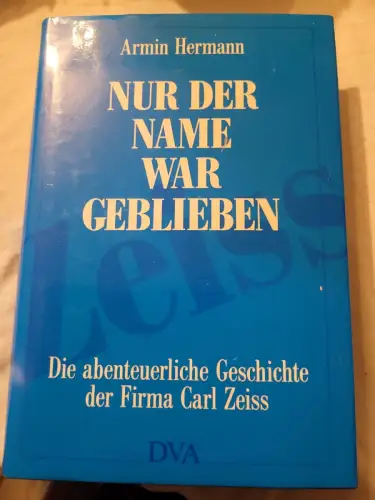 Armin Hermann
NUR DER
NAME
WAR
GEBLIEBEN
Zeiss
Die abenteuerliche Geschichte
der Firma Carl Zeiss
DVA